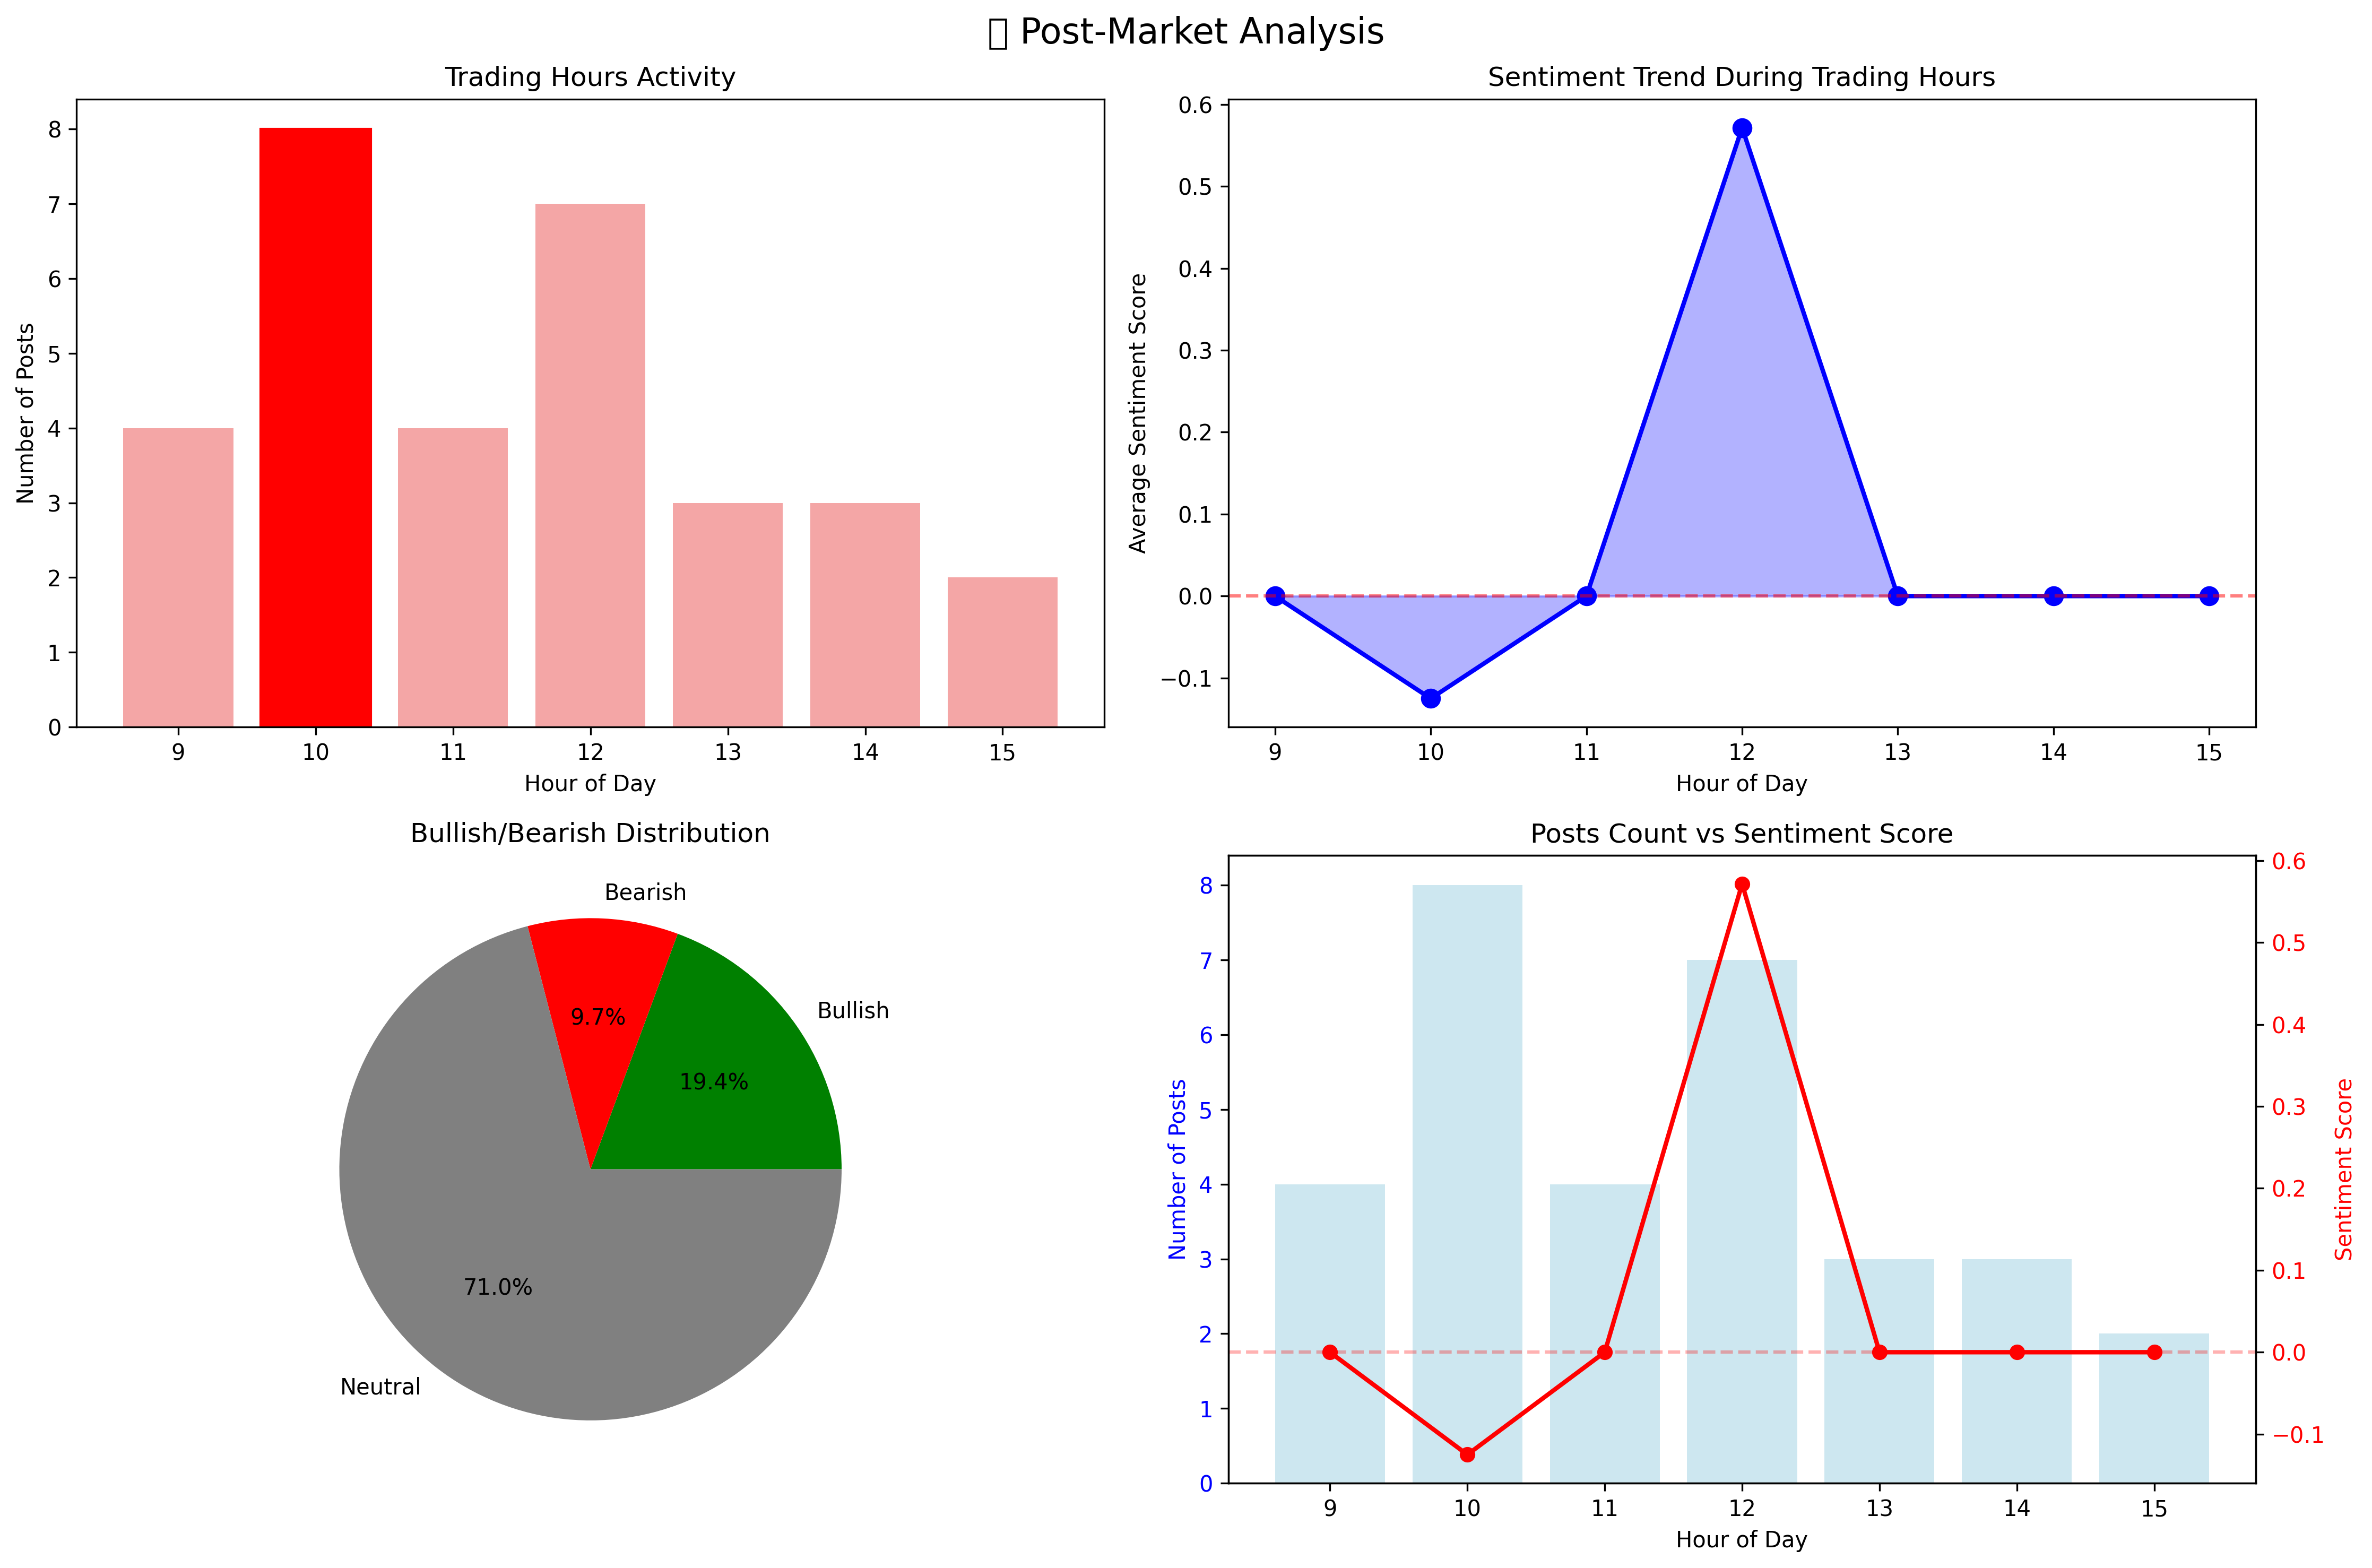 Post-Market Analysis
Trading Hours Activity
Number of Posts
8
7
6
5
4
3
2
1
0
9 10 11 12 13 14 15
Hour of Day
Sentiment Trend During Trading Hours
Average Sentiment Score
0.6
0.5
0.4
0.3
0.2
0.1
0.0
−0.1
9 10 11 12 13 14 15
Hour of Day
Bullish/Bearish Distribution
Bearish
Bullish
9.7%
19.4%
71.0%
Neutral
Posts Count vs Sentiment Score
Number of Posts
8
7
6
5
4
3
2
1
0
0.6
0.5
0.4
0.3
0.2
0.1
0.0
−0.1
Sentiment Score
9 10 11 12 13 14 15
Hour of Day